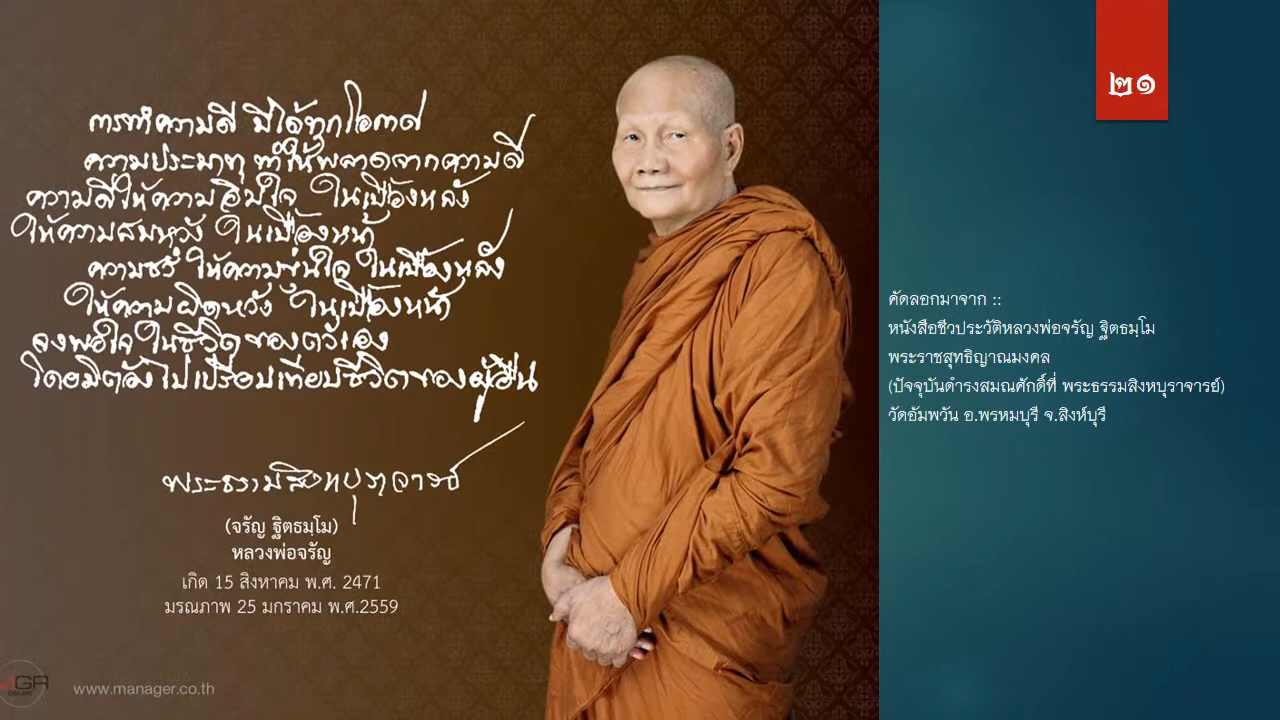 การทำความดี มีได้ทุกโอกาส
ความประมาท ทำให้พลาดจากความดี
ความดีให้ความอิ่มใจ ในเบื้องหลัง
ให้ความสมหวัง ในเบื้องหน้า
ความชั่ว ให้ความขุ่นใจ ในเบื้องหลัง
ให้ความผิดหวัง ในเบื้องหน้า
จงพอใจ ในชีวิต ของตัวเอง
โดยมิต้องไปเปรียบเทียบชีวิตของผู้อื่น
พระธรรมสิงหบุราจารย์
(จรัญ ฐิตธมฺโม)
หลวงพ่อจรัญ
เกิด 15 สิงหาคม พ.ศ. 2471
มรณภาพ 25 มกราคม พ.ศ.2559
www.manager.co.th
๒๑
คัดลอกมาจาก ::
หนังสือชีวประวัติหลวงพ่อจรัญ ฐิตธมฺโม
พระราชสุทธิญาณมงคล
(ปัจจุบันดำรงสมณศักดิ์ที่ พระธรรมสิงหบุราจารย์)
วัดอัมพวัน อ.พรหมบุรี จ.สิงห์บุรี